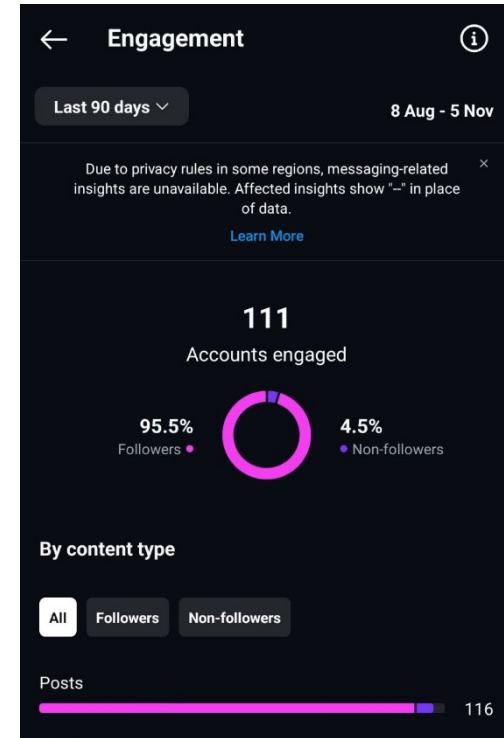 Engagement
Last 90 days
8 Aug - 5 Nov
Due to privacy rules in some regions, messaging-related
insights are unavailable. Affected insights show "--" in place
of data.
Learn More
111
Accounts engaged
95.5%
Followers
4.5%
Non-followers
By content type
All Followers Non-followers
Posts
116